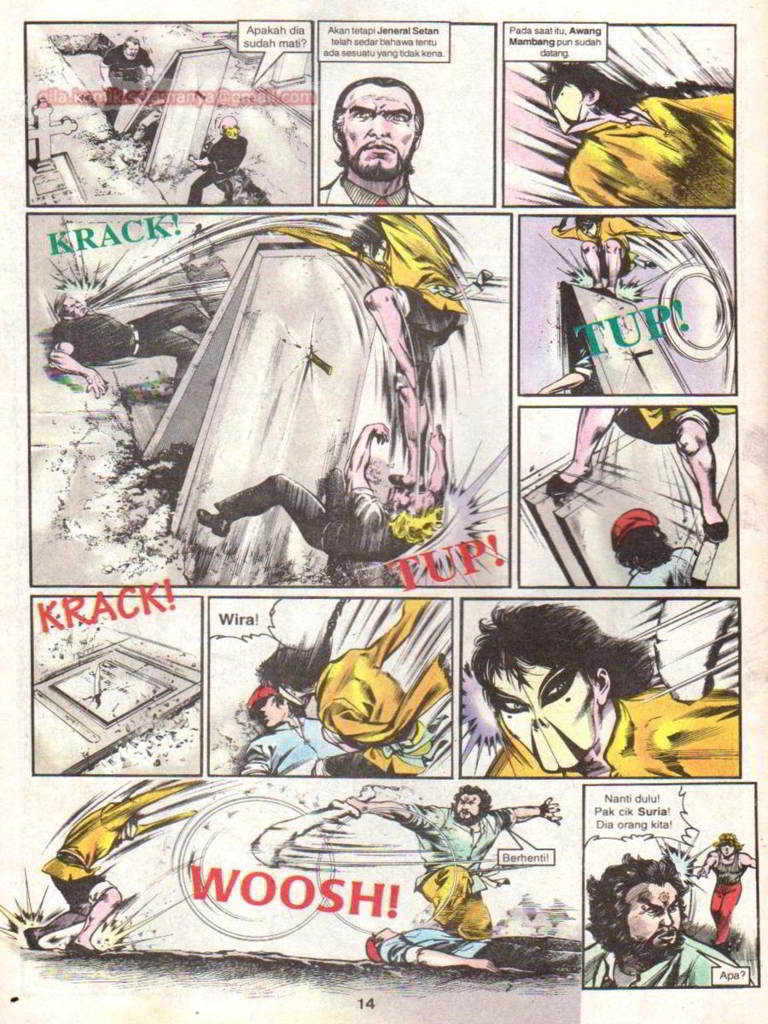 Apakah dia
sudah mati?
Akan tetapi Jeneral Setan
telah sedar bahawa tentu
ada sesuatu yang tidak kena.
Pada saat itu, Awang
Mambang pun sudah
datang.
KRACK!
TUP!
TUP!
KRACK!
Wira!
WOOSH!
Berhenti!
Nanti dulu!
Pak cik Suria!
Dia orang kita!
Apa?
14